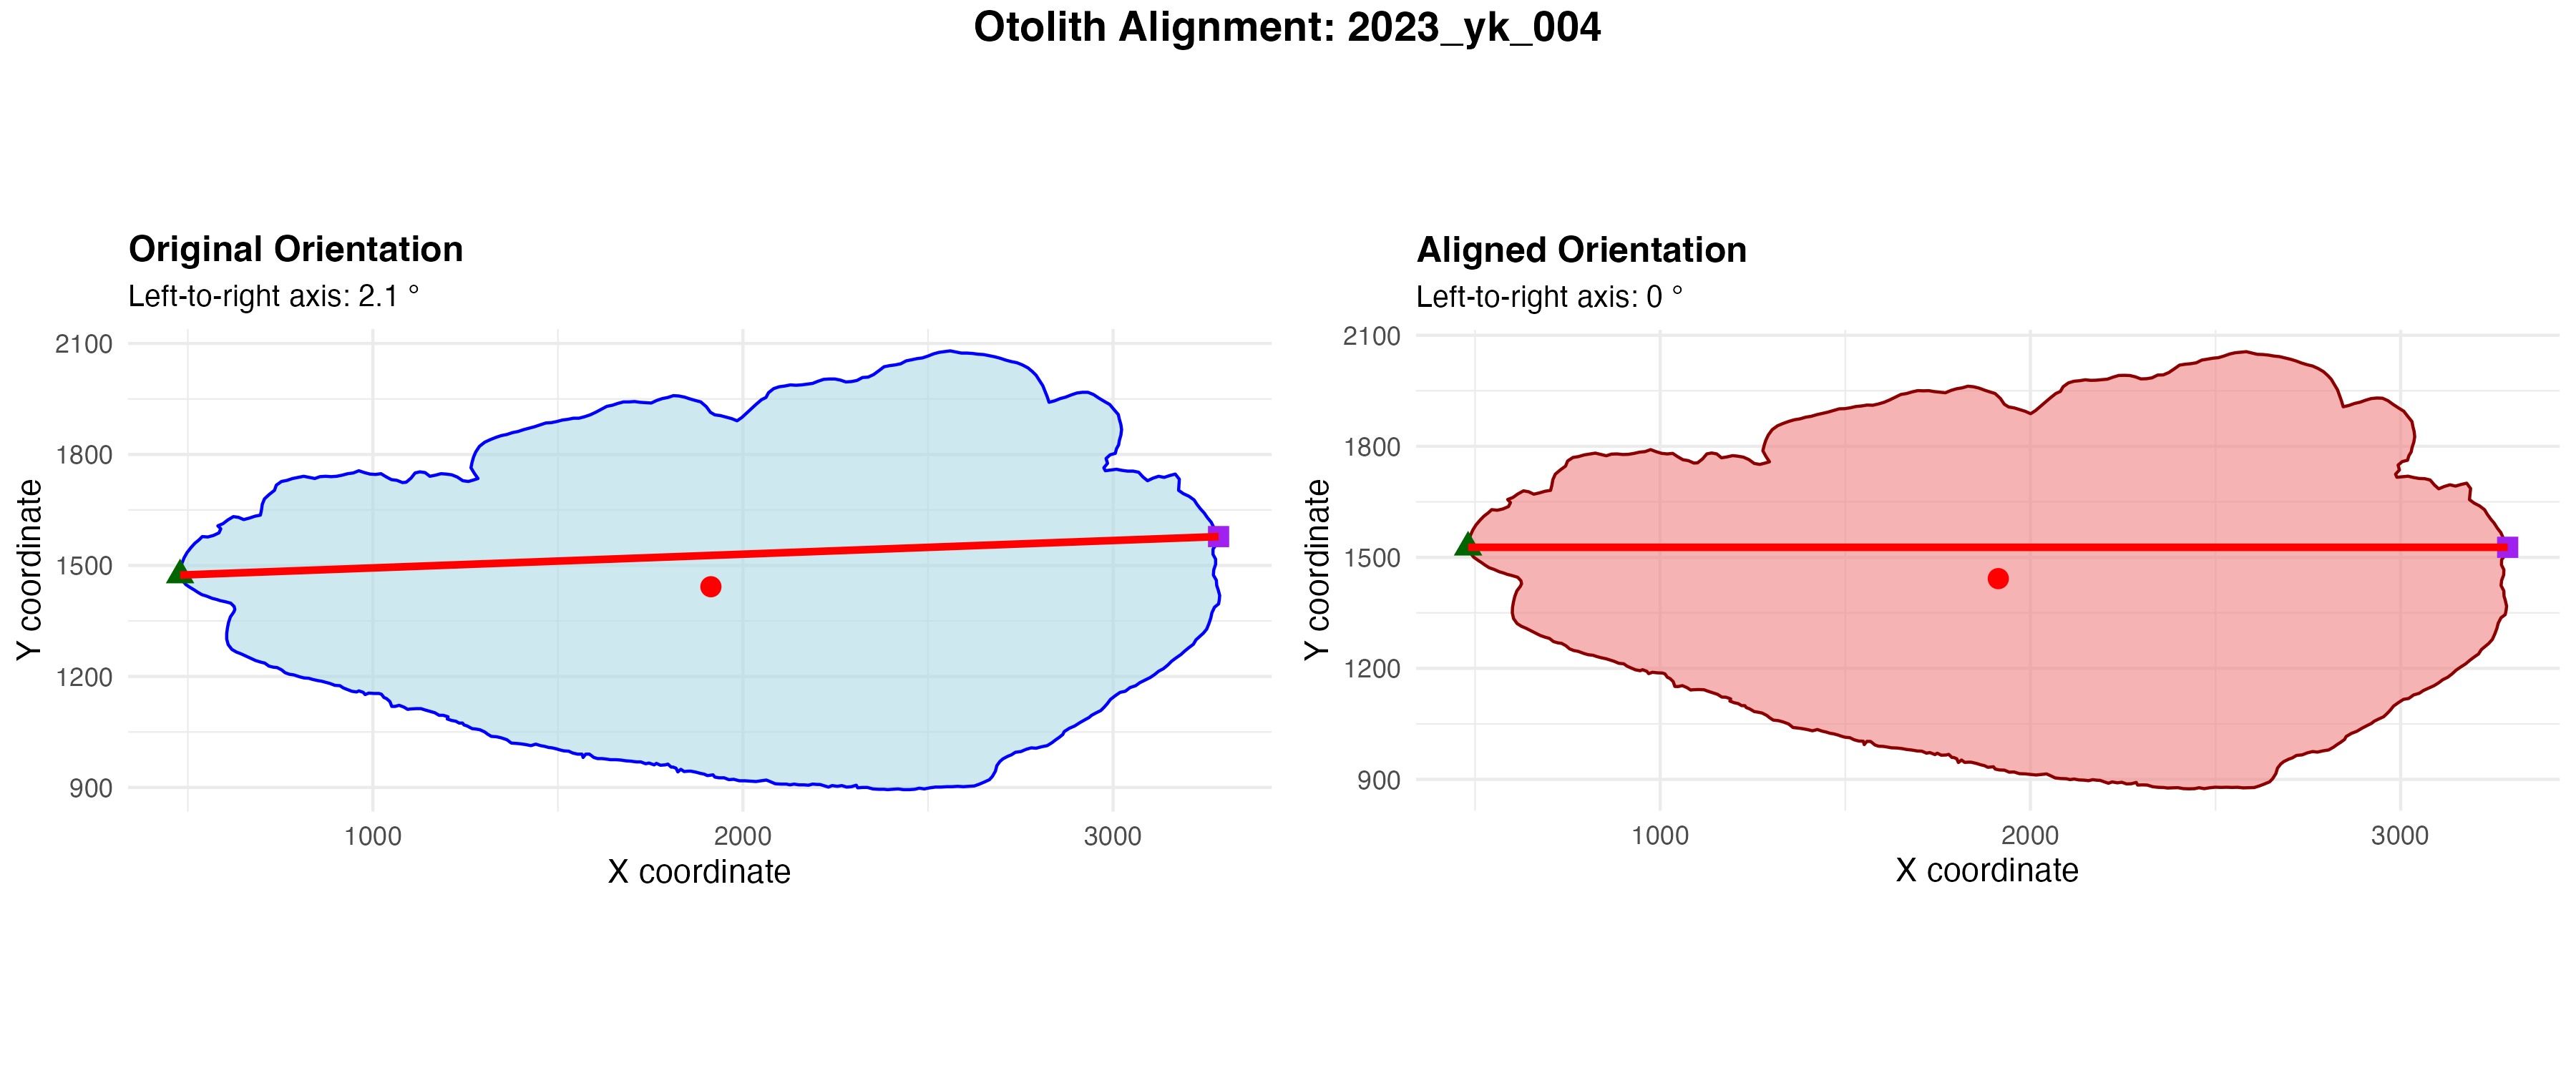 Otolith Alignment: 2023_yk_004
Original Orientation
Left-to-right axis: 2.1 °
2100
1800
1500
1200
900
Y coordinate
1000 2000 3000
X coordinate
Aligned Orientation
Left-to-right axis: 0 °
2100
1800
1500
1200
900
Y coordinate
1000 2000 3000
X coordinate